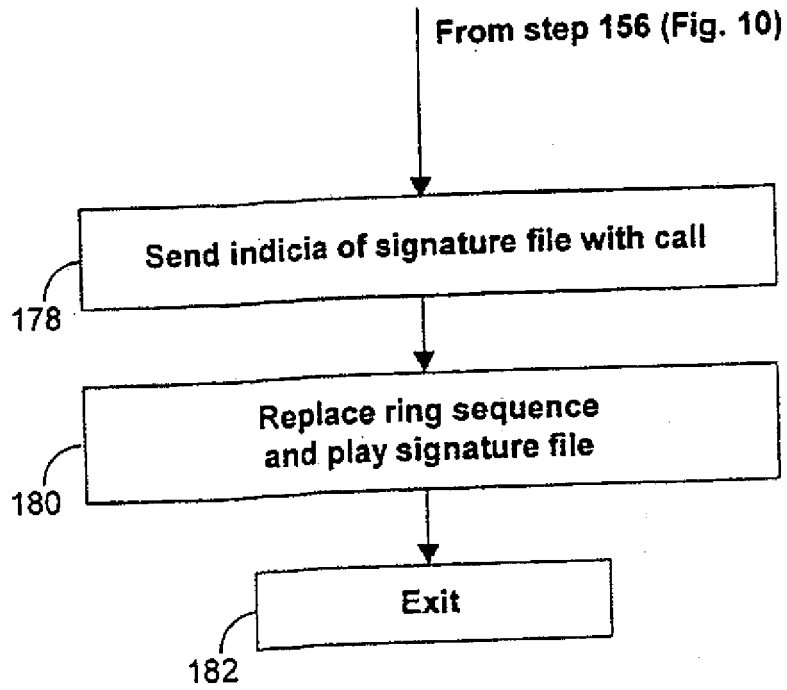 From step 156 (Fig. 10)
Send indicia of signature file with call
178
Replace ring sequence
and play signature file
180
Exit
182